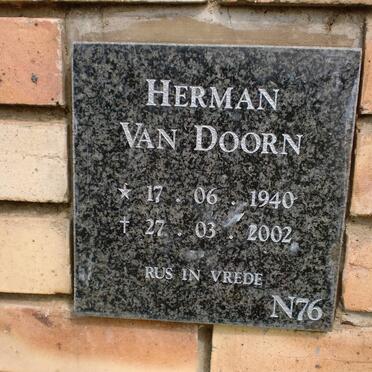 HERMAN
VAN DOORN
* 17 . 06 . 1940
† 27 . 03 . 2002
RUS IN VREDE
N76